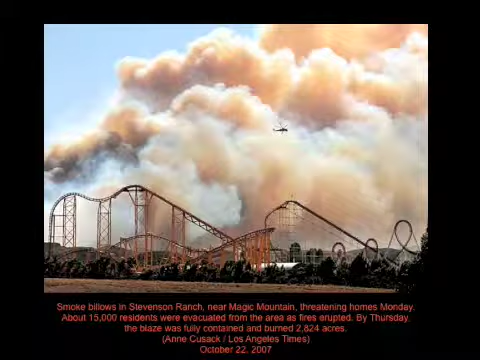 Smoke billows in Stevenson Ranch, near Magic Mountain, threatening homes Monday.
About 15,000 residents were evacuated from the area as fires erupted. By Thursday,
the blaze was fully contained and burned 2,824 acres.
(Anne Cusack / Los Angeles Times)
October 22, 2007